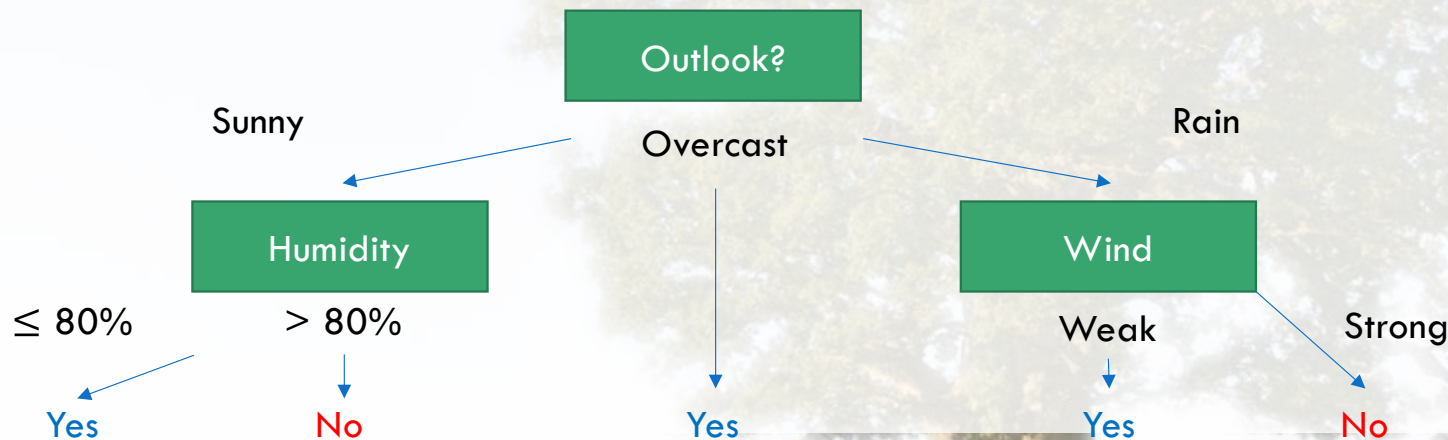 Outlook?
Sunny
Overcast
Rain
Humidity
Wind
≤ 80%
> 80%
Weak
Strong
Yes
No
Yes
Yes
No